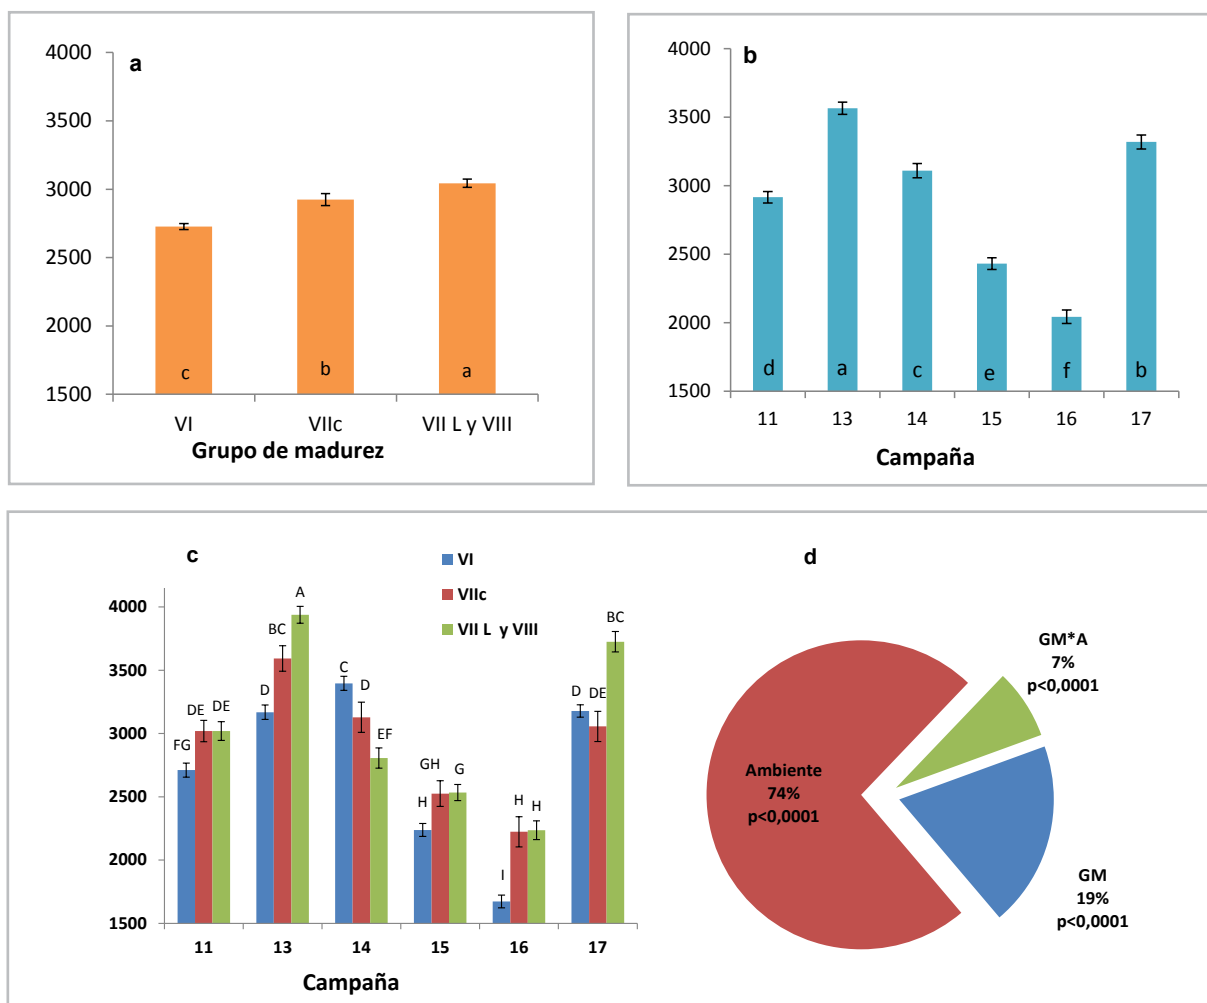 a
4000
3500
3000
2500
2000
1500
c
b
a
VI
VIIc
VII L y VIII
Grupo de madurez
b
4000
3500
3000
2500
2000
1500
d
a
c
e
f
b
11
13
14
15
16
17
Campaña
c
VI
VIIc
VII L y VIII
4000
3500
3000
2500
2000
1500
FG
DE
DE
D
BC
A
C
D
EF
H
GH
G
I
H
H
D
DE
BC
11
13
14
15
16
17
Campaña
d
GM*A
7%
p<0,0001
Ambiente
74%
p<0,0001
GM
19%
p<0,0001